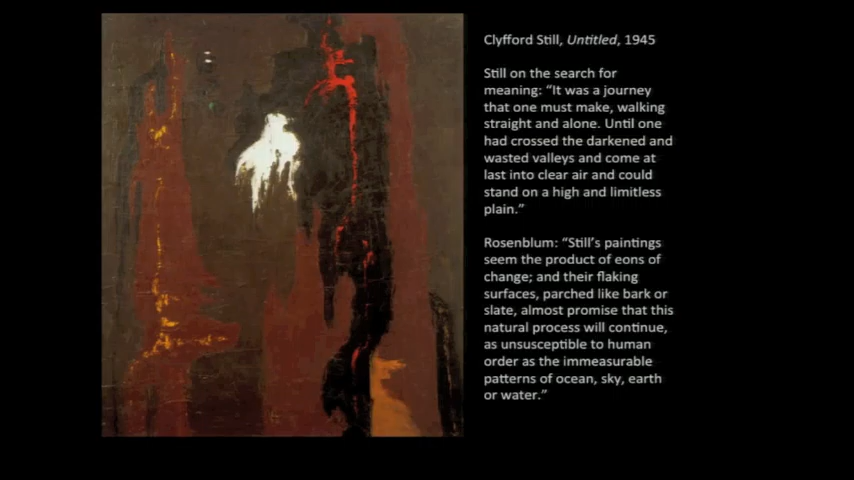 Clyfford Still, Untitled, 1945
Still on the search for
meaning: “It was a journey
that one must make, walking
straight and alone. Until one
had crossed the darkened and
wasted valleys and come at
last into clear air and could
stand on a high and limitless
plain.”
Rosenblum: “Still’s paintings
seem the product of eons of
change; and their flaking
surfaces, parched like bark or
slate, almost promise that this
natural process will continue,
as unsusceptible to human
order as the immeasurable
patterns of ocean, sky, earth
or water.”